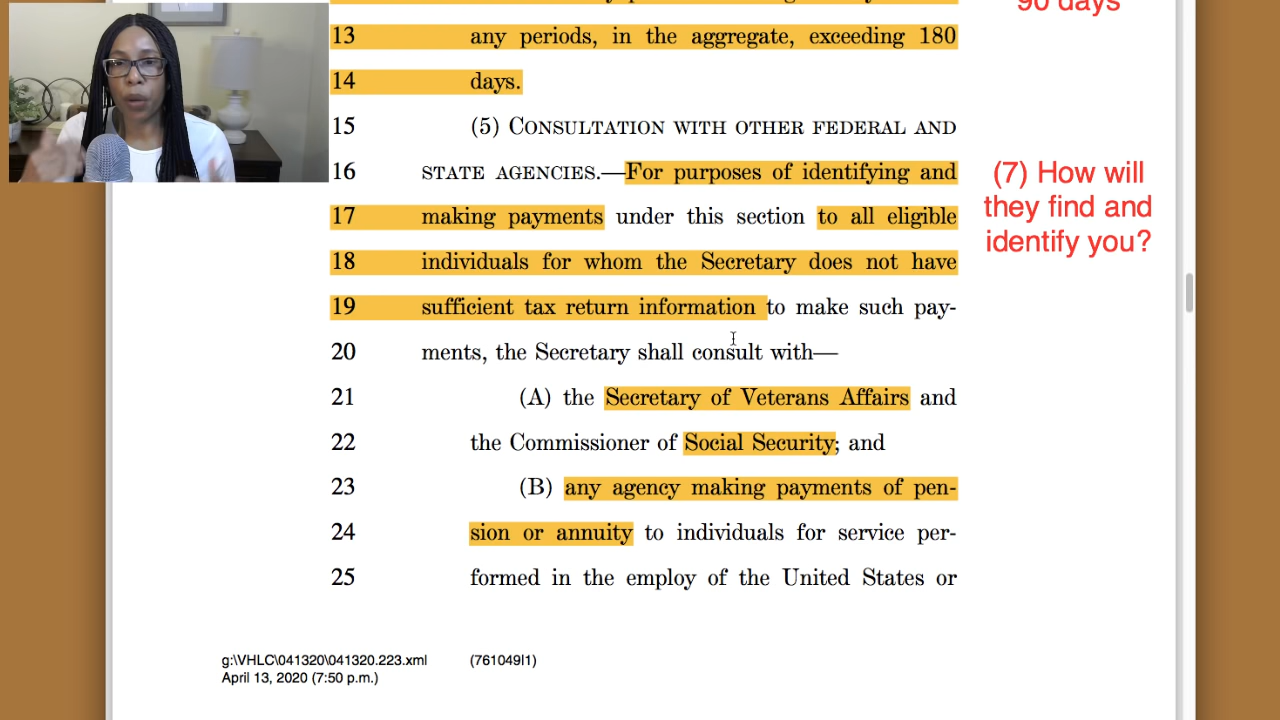 90 days
13 any periods, in the aggregate, exceeding 180
14 days.
15 (5) CONSULTATION WITH OTHER FEDERAL AND
16 STATE AGENCIES.—For purposes of identifying and
17 making payments under this section to all eligible
18 individuals for whom the Secretary does not have
19 sufficient tax return information to make such pay-
20 ments, the Secretary shall consult with—
21 (A) the Secretary of Veterans Affairs and
22 the Commissioner of Social Security; and
23 (B) any agency making payments of pen-
24 sion or annuity to individuals for service per-
25 formed in the employ of the United States or
(7) How will
they find and
identify you?
g:\VHLC\041320\041320.223.xml (761049l1)
April 13, 2020 (7:50 p.m.)